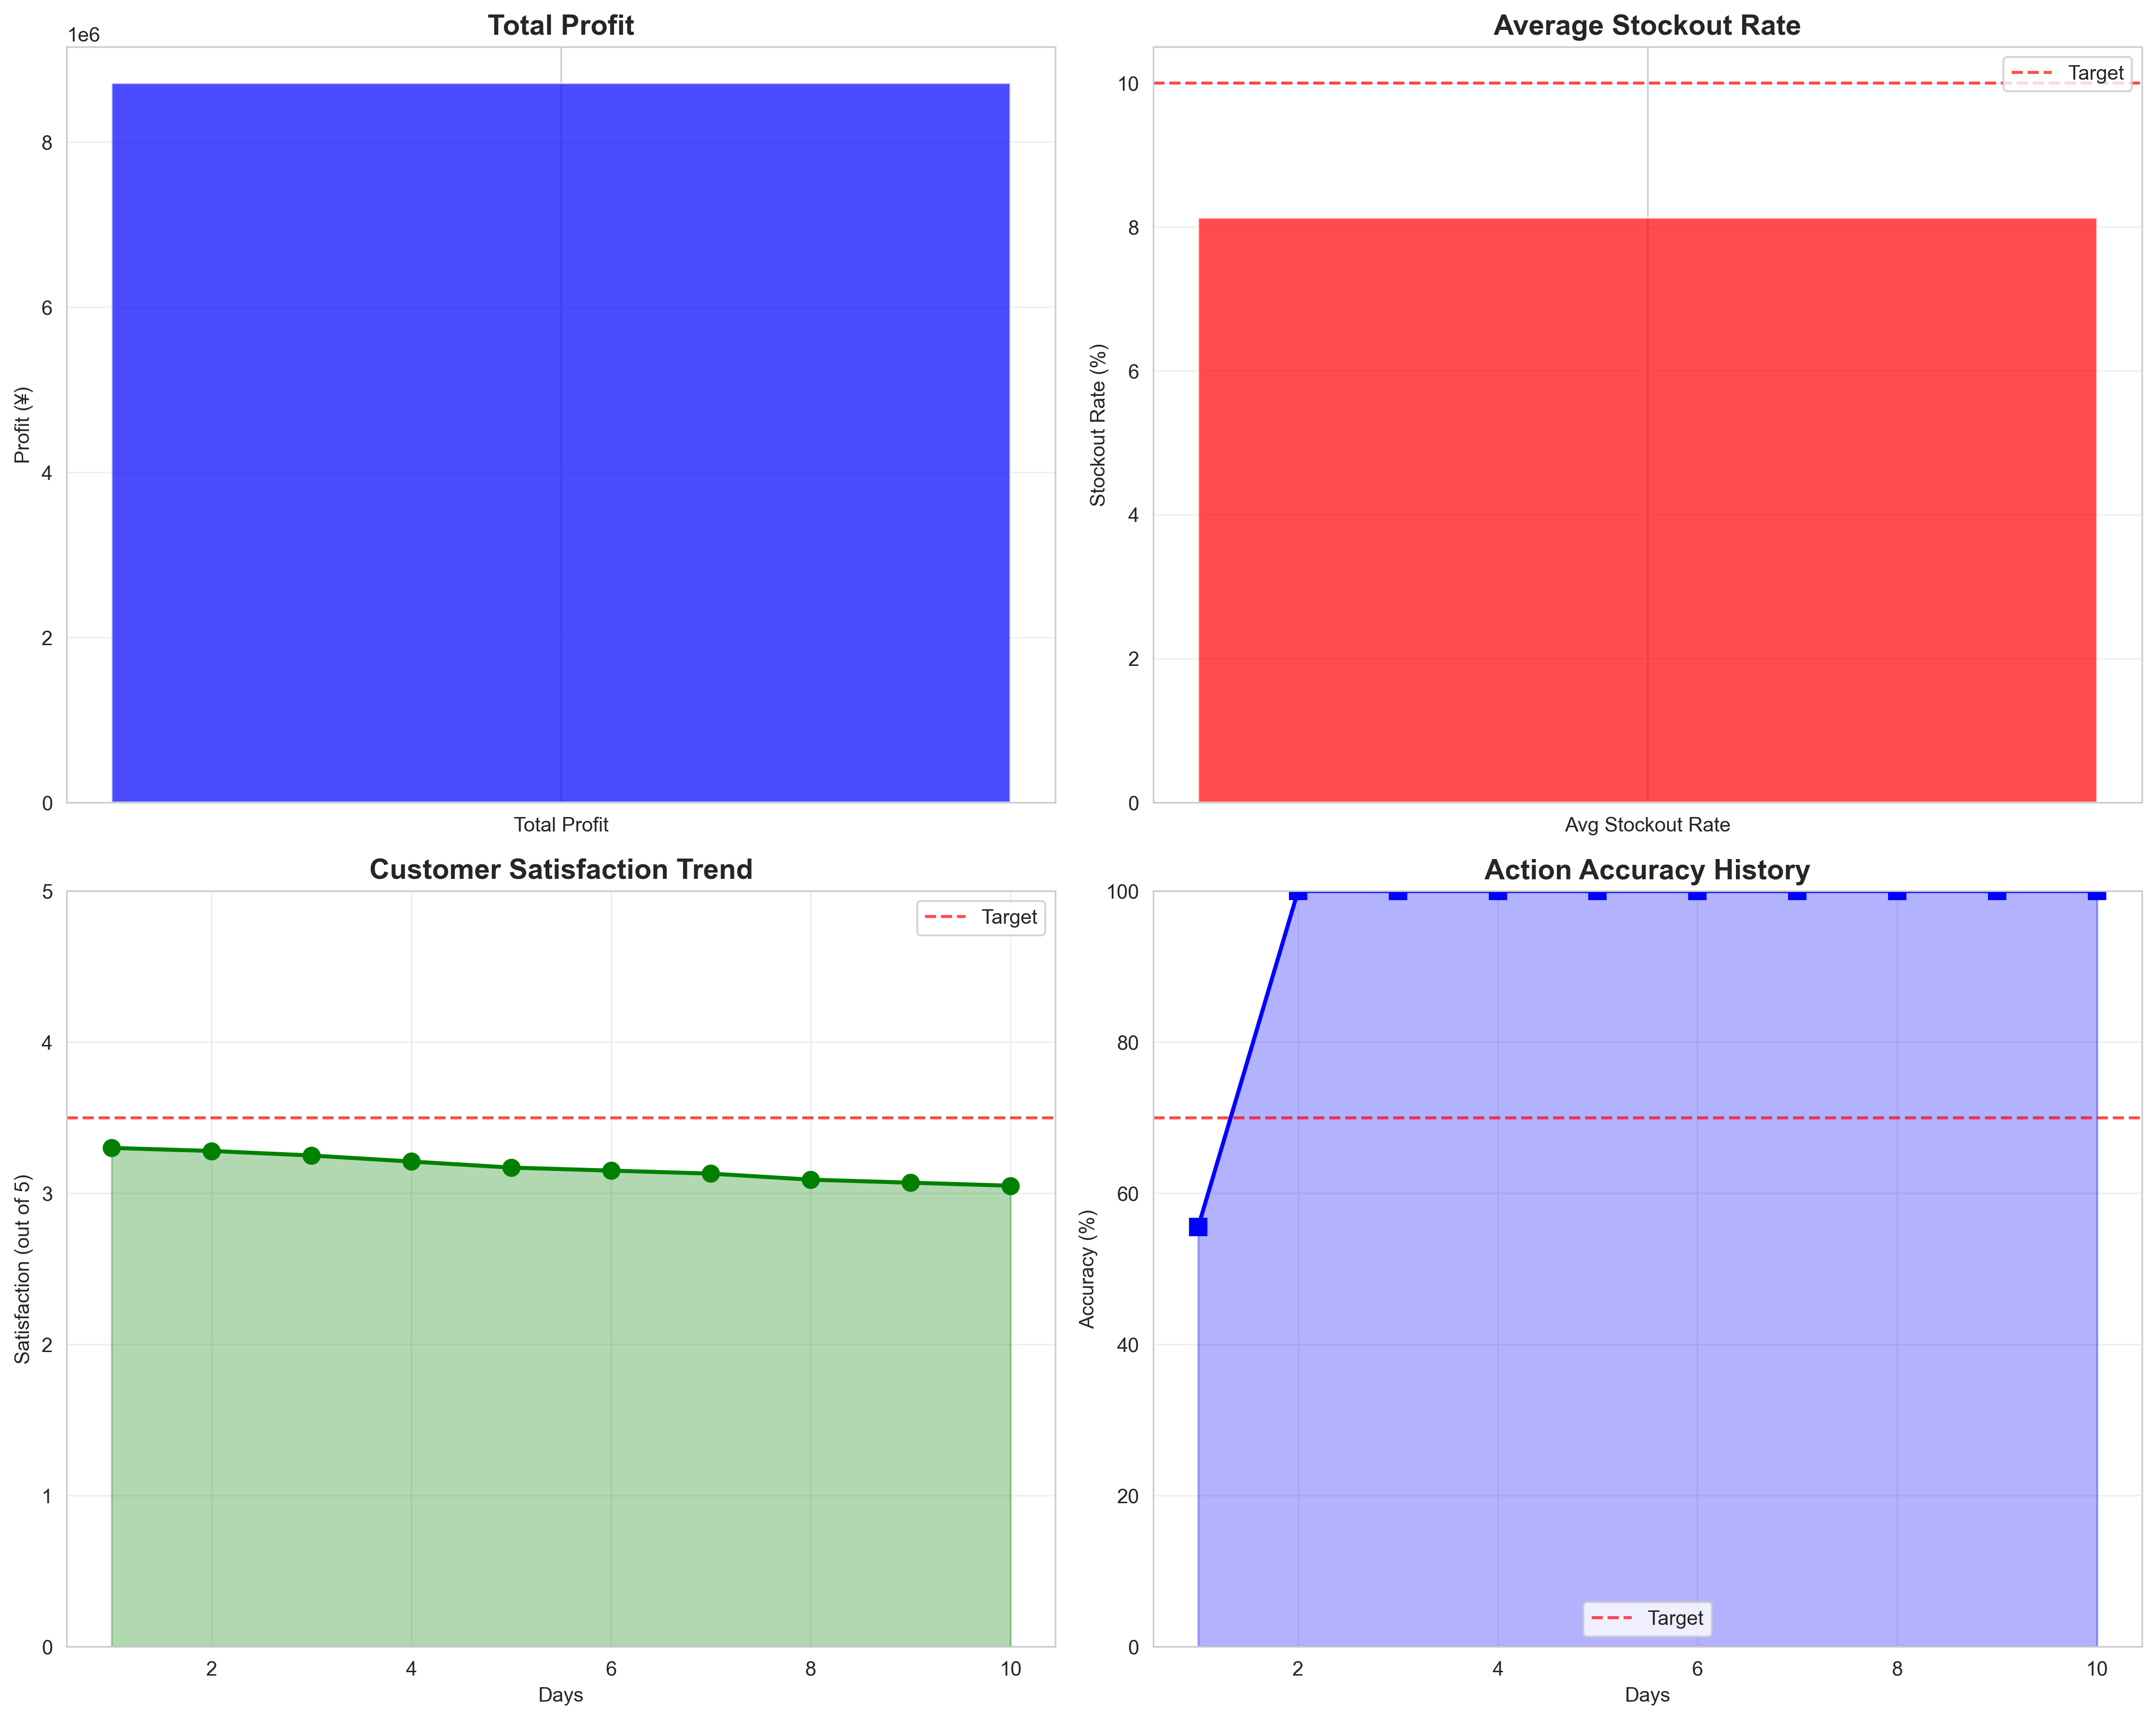 Total Profit
1e6
8
6
4
2
0
Profit (¥)
Total Profit
Average Stockout Rate
Target
10
8
6
4
2
0
Stockout Rate (%)
Avg Stockout Rate
Customer Satisfaction Trend
Target
5
4
3
2
1
0
Satisfaction (out of 5)
2 4 6 8 10
Days
Action Accuracy History
100
80
60
40
20
0
Accuracy (%)
Target
2 4 6 8 10
Days